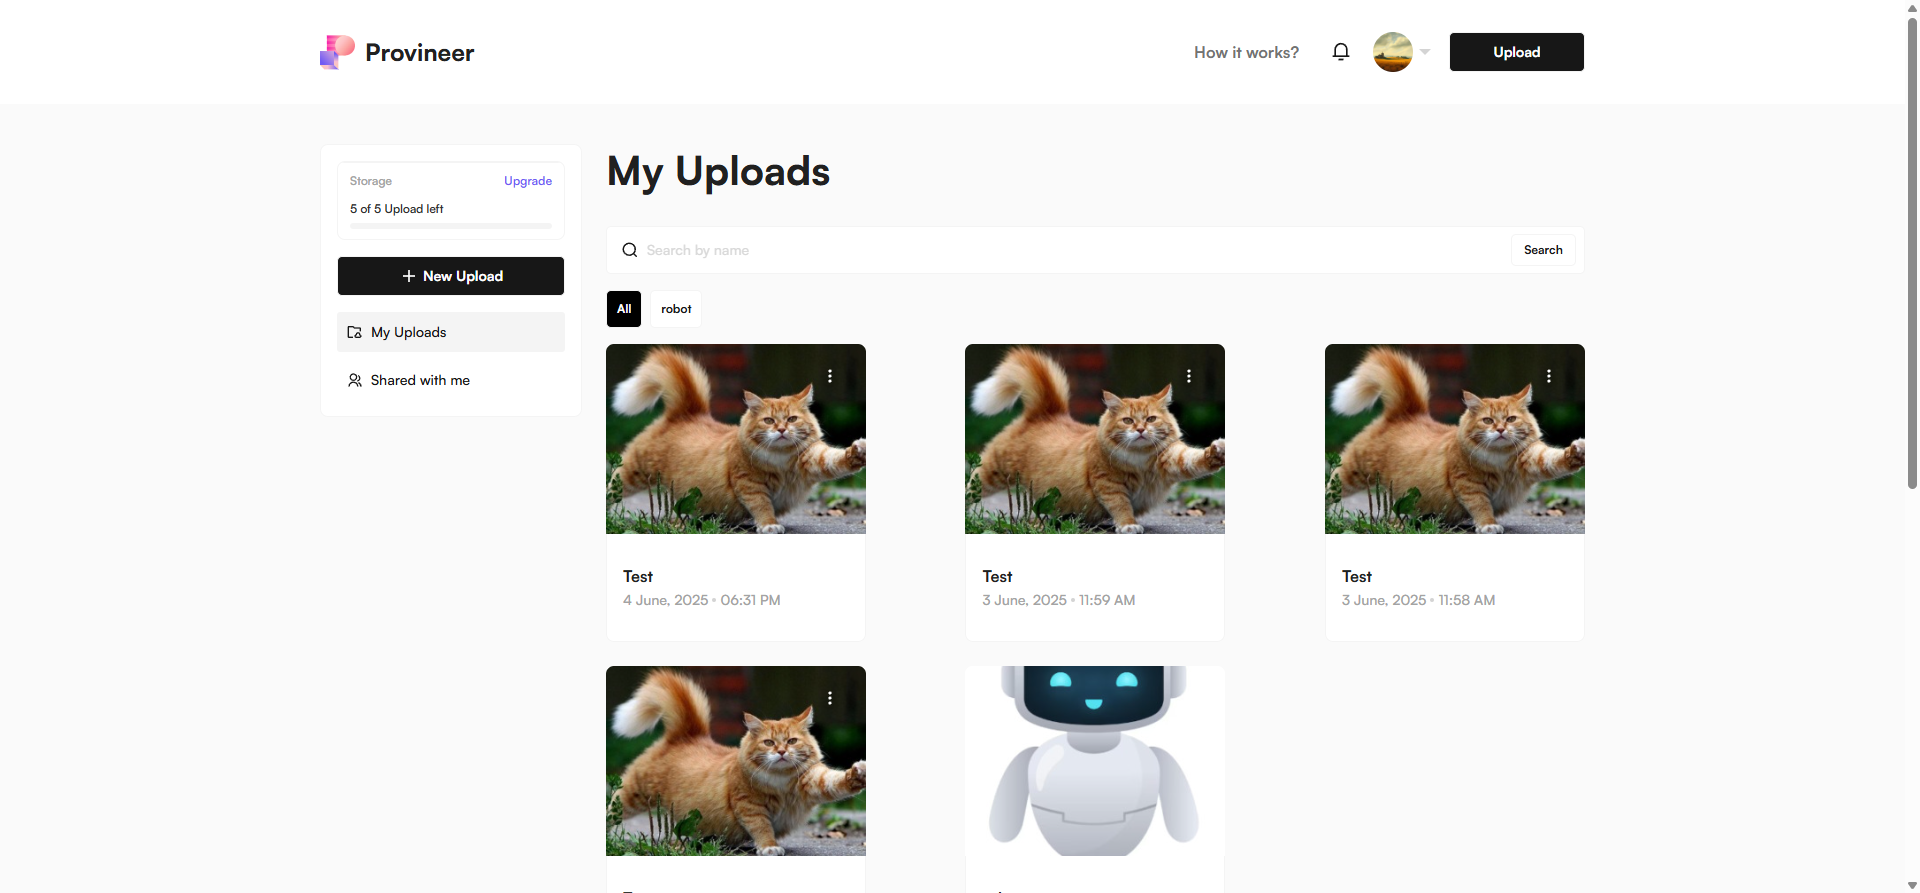 Provineer
How it works?
Upload
Storage
Upgrade
5 of 5 Upload left
New Upload
My Uploads
Shared with me
My Uploads
Search by name
Search
All
robot
Test
4 June, 2025 • 06:31 PM
Test
3 June, 2025 • 11:59 AM
Test
3 June, 2025 • 11:58 AM